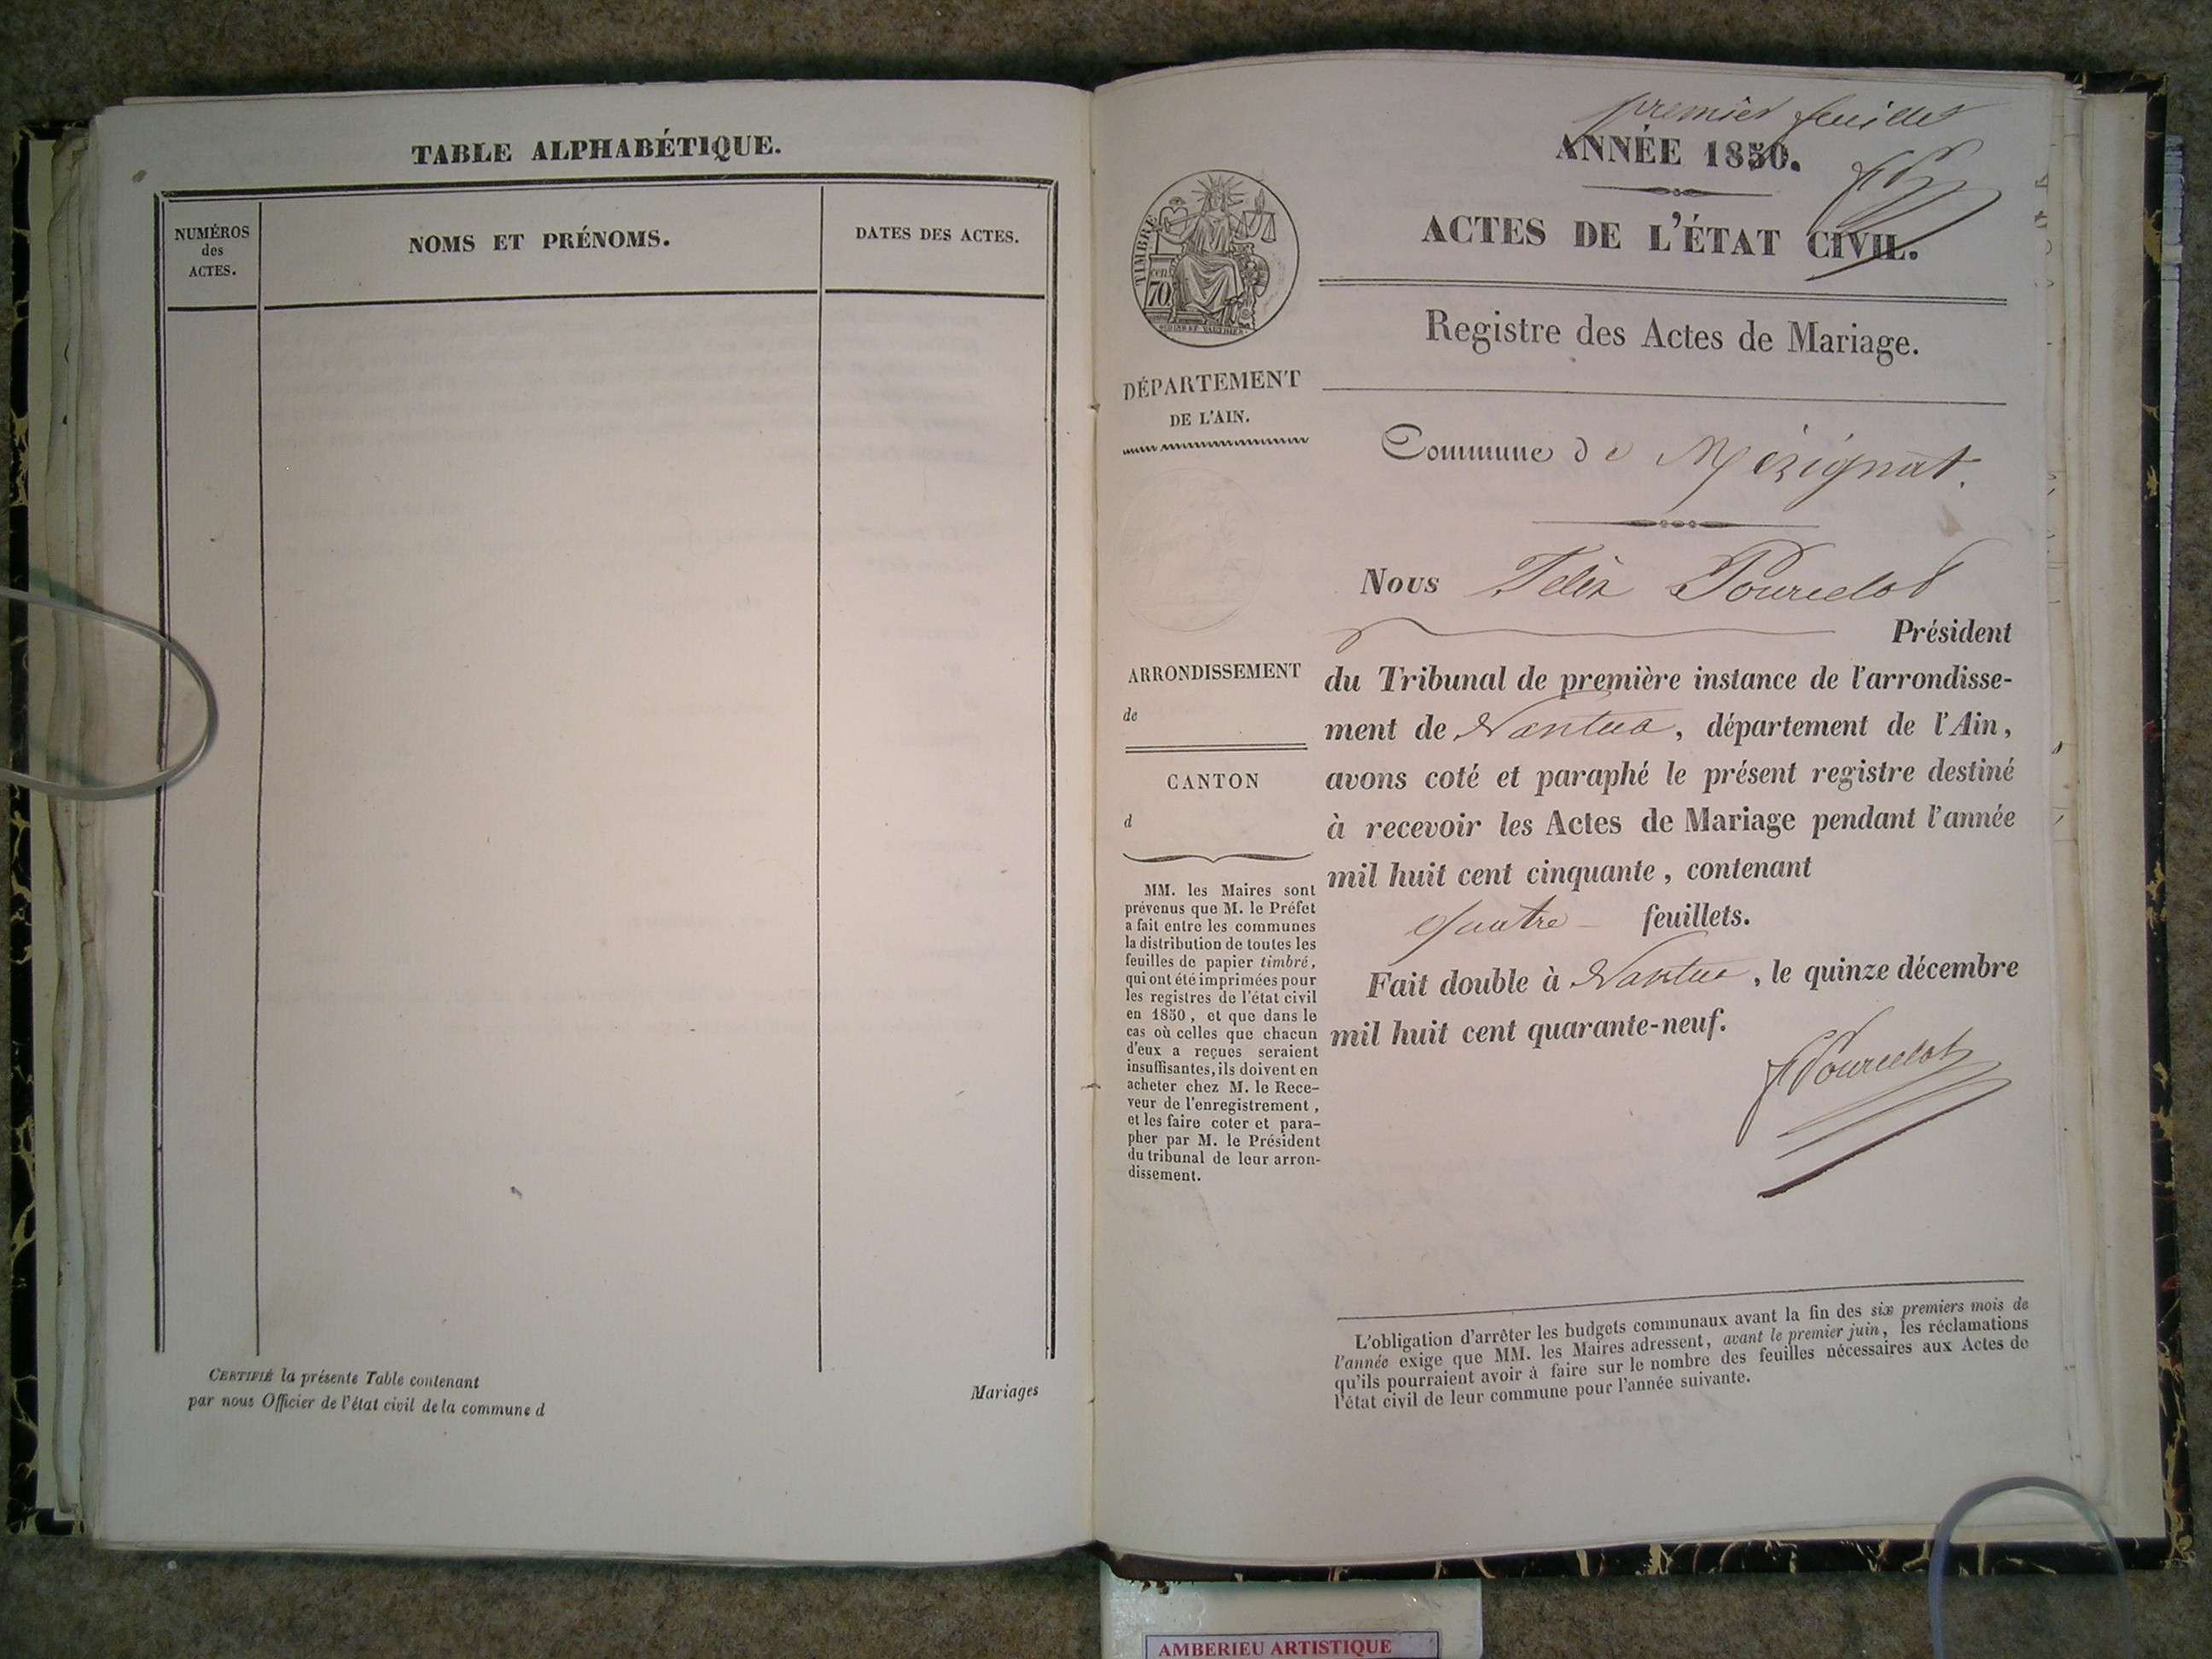 TABLE ALPHABÉTIQUE.
NUMÉROS
des
ACTES.
NOMS ET PRÉNOMS.
DATES DES ACTES.
CERTIFIÉ la présente Table contenant
Mariages
par nous Officier de l'état civil de la commune d
premier feuillet
ANNÉE 1850.
ACTES DE L'ÉTAT CIVIL.
TIMBRE
70
cen
Registre des Actes de Mariage.
DÉPARTEMENT
DE L'AIN.
Commune de Mérignat.
Nous Félix Pourcelot
Président
du Tribunal de première instance de l'arrondisse-
ment de Nantua, département de l'Ain,
avons coté et paraphé le présent registre destiné
à recevoir les Actes de Mariage pendant l'année
mil huit cent cinquante, contenant
quatre feuillets.
Fait double à Nantua, le quinze décembre
mil huit cent quarante-neuf.
FPourcelot
ARRONDISSEMENT
de
CANTON
d
MM. les Maires sont
prévenus que M. le Préfet
a fait entre les communes
la distribution de toutes les
feuilles de papier timbré,
qui ont été imprimées pour
les registres de l'état civil
en 1850, et que dans le
cas où celles que chacun
d'eux a reçues seraient
insuffisantes, ils doivent en
acheter chez M. le Rece-
veur de l'enregistrement,
et les faire coter et para-
pher par M. le Président
du tribunal de leur arron-
dissement.
L'obligation d'arrêter les budgets communaux avant la fin des six premiers mois de
l'année exige que MM. les Maires adressent, avant le premier juin, les réclamations
qu'ils pourraient avoir à faire sur le nombre des feuilles nécessaires aux Actes de
l'état civil de leur commune pour l'année suivante.
AMBERIEU ARTISTIQUE